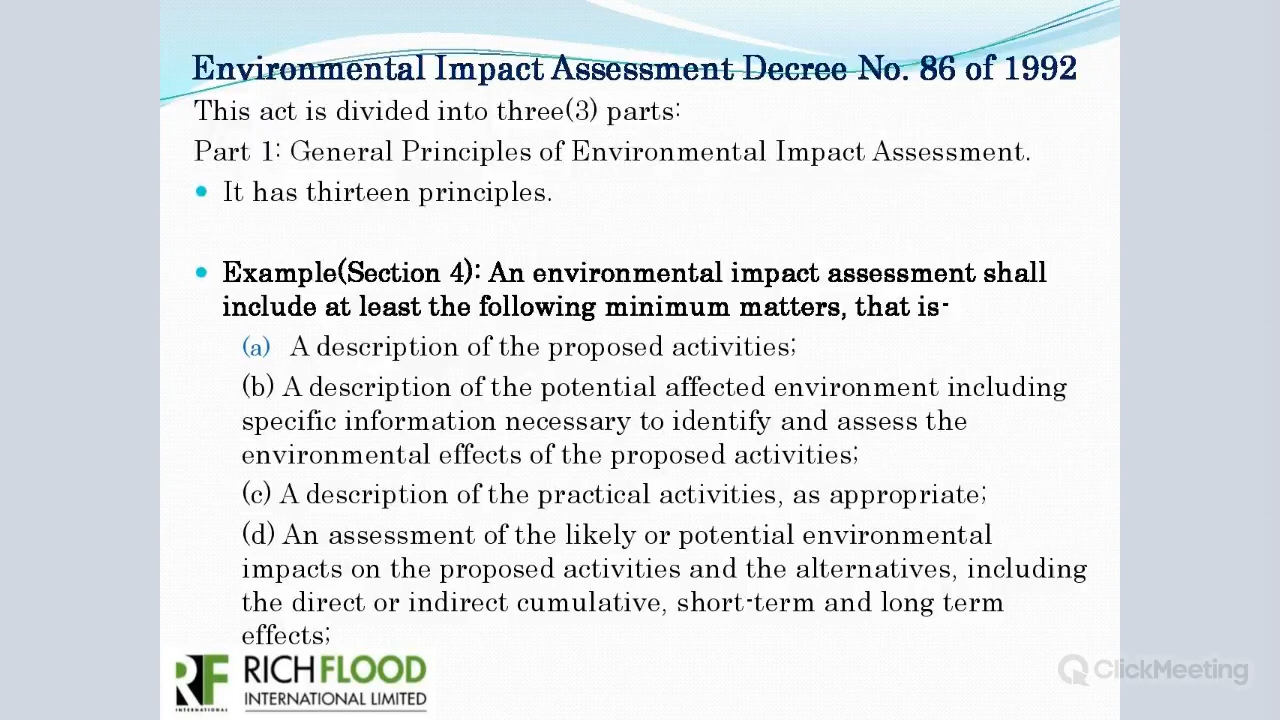 Environmental Impact Assessment Decree No. 86 of 1992
This act is divided into three(3) parts:
Part 1: General Principles of Environmental Impact Assessment.
• It has thirteen principles.
• Example(Section 4): An environmental impact assessment shall
include at least the following minimum matters, that is-
(a) A description of the proposed activities;
(b) A description of the potential affected environment including
specific information necessary to identify and assess the
environmental effects of the proposed activities;
(c) A description of the practical activities, as appropriate;
(d) An assessment of the likely or potential environmental
impacts on the proposed activities and the alternatives, including
the direct or indirect cumulative, short-term and long term
effects;
RF RICHFLOOD
INTERNATIONAL INTERNATIONAL LIMITED
ClickMeeting